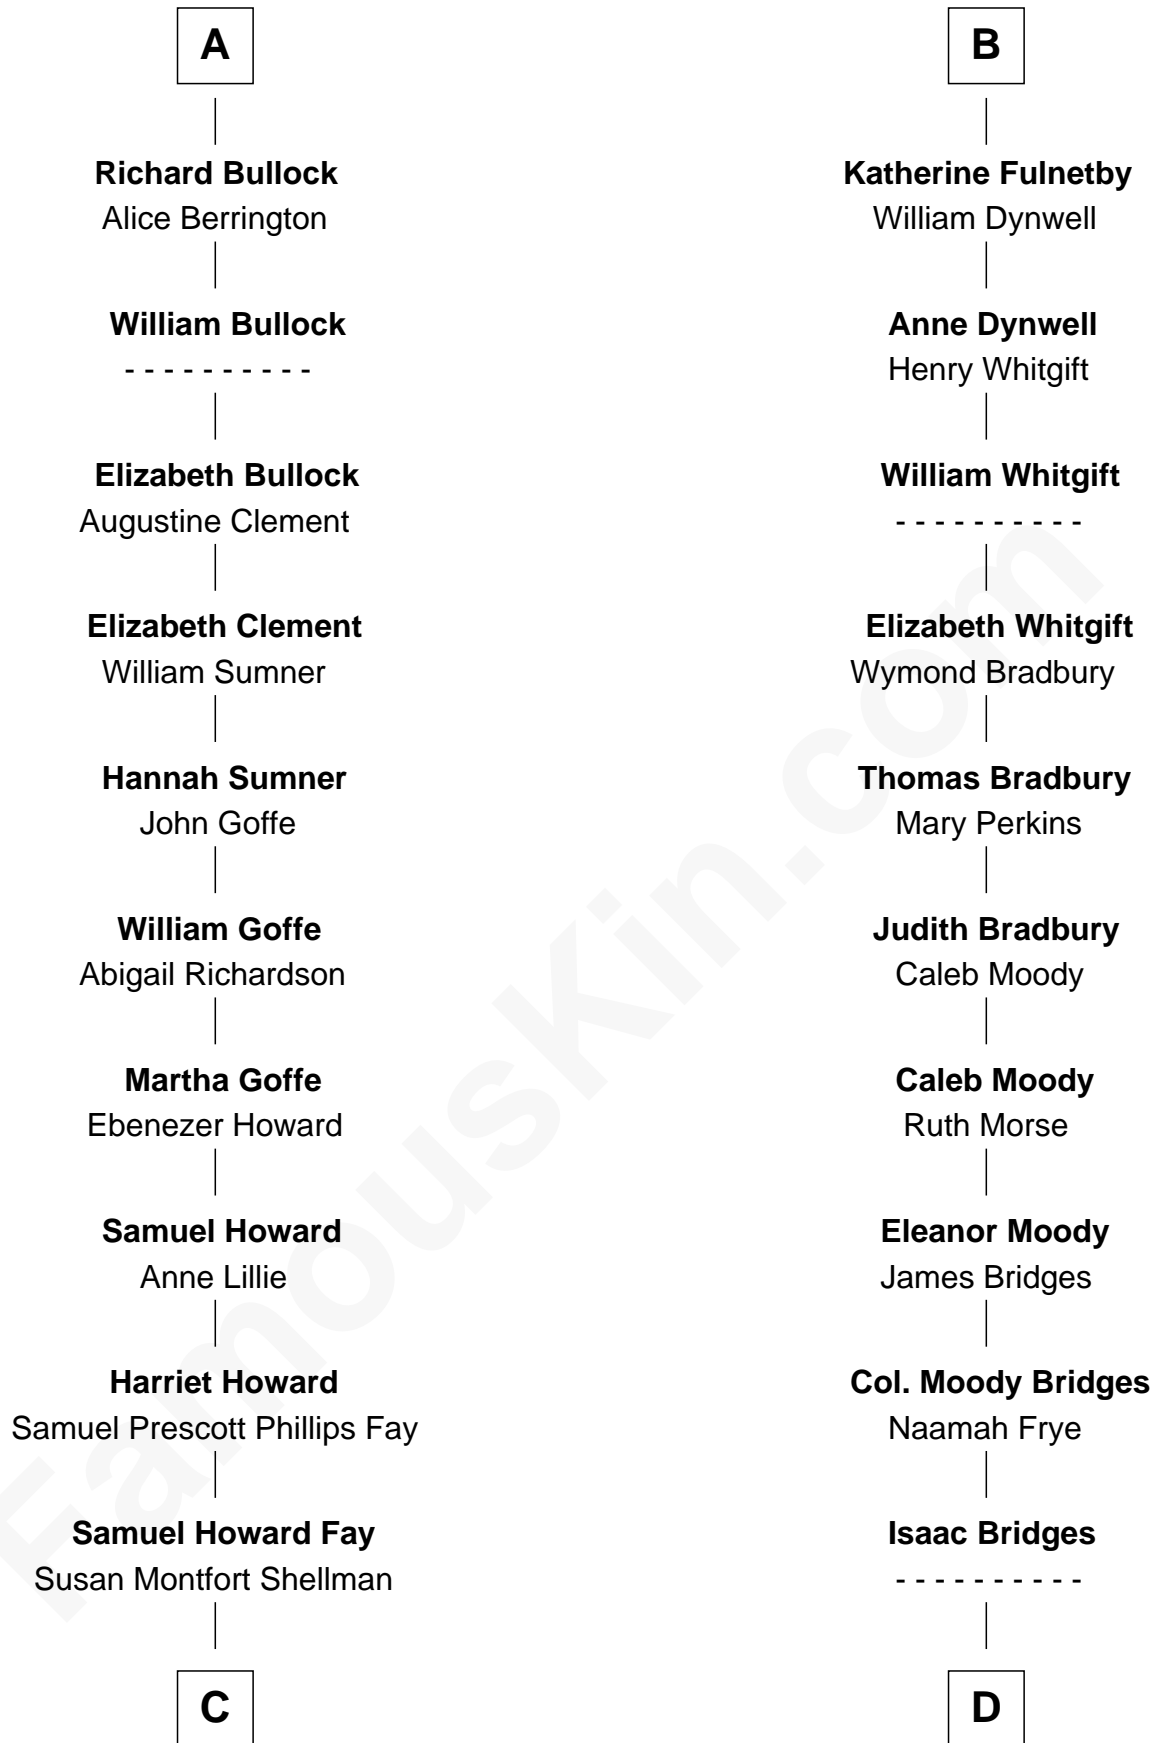 A
Richard Bullock
Alice Berrington
William Bullock
- - - - - - - - - -
Elizabeth Bullock
Augustine Clement
Elizabeth Clement
William Sumner
Hannah Sumner
John Goffe
William Goffe
Abigail Richardson
Martha Goffe
Ebenezer Howard
Samuel Howard
Anne Lillie
Harriet Howard
Samuel Prescott Phillips Fay
Samuel Howard Fay
Susan Montfort Shellman
C
B
Katherine Fulnetby
William Dynwell
Anne Dynwell
Henry Whitgift
William Whitgift
- - - - - - - - - -
Elizabeth Whitgift
Wymond Bradbury
Thomas Bradbury
Mary Perkins
Judith Bradbury
Caleb Moody
Caleb Moody
Ruth Morse
Eleanor Moody
James Bridges
Col. Moody Bridges
Naamah Frye
Isaac Bridges
- - - - - - - - - -
D
FamousKin.com